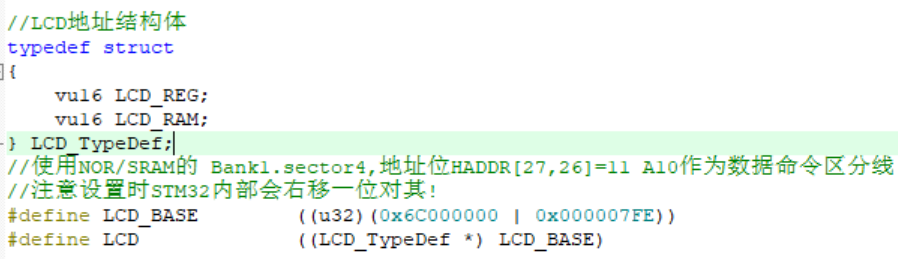 //LCD地址结构体
typedef struct
{
    vu16 LCD_REG;
    vu16 LCD_RAM;
} LCD_TypeDef;
//使用NOR/SRAM的 Bank1.sector4,地址位HADDR[27,26]=11 A10作为数据命令区分线
//注意设置时STM32内部会右移一位对其!
#define LCD_BASE        ((u32)(0x6C000000 | 0x000007FE))
#define LCD             ((LCD_TypeDef *) LCD_BASE)